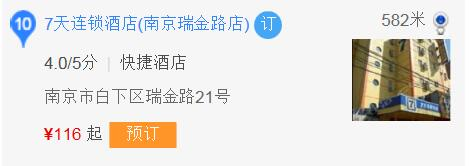 10 7天连锁酒店(南京瑞金路店) 订 582米
4.0/5分 | 快捷酒店
南京市白下区瑞金路21号
¥116 起 预订
7